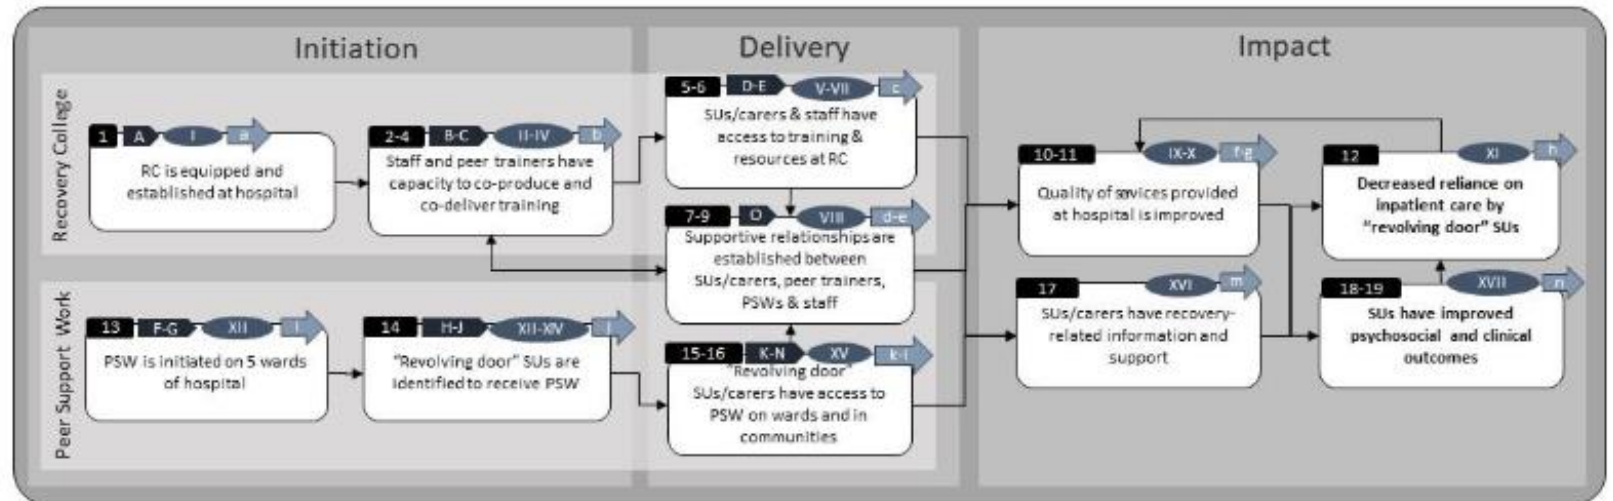 Initiation
Delivery
Impact
Recovery College
1 A I a
RC is equipped and
established at hospital
2-4 B-C II-IV b
Staff and peer trainers have
capacity to co-produce and
co-deliver training
5-6 D-E V-VII c
SUs/carers & staff have
access to training &
resources at RC
7-9 O VIII d-e
Supportive relationships are
established between
SUs/carers, peer trainers,
PSWs & staff
10-11 IX-X f-g
Quality of services provided
at hospital is improved
12 XI h
Decreased reliance on
inpatient care by
"revolving door" SUs
Peer Support Work
13 F-G XII i
PSW is initiated on 5 wards
of hospital
14 H-J XII-XIV j
"Revolving door" SUs are
identified to receive PSW
15-16 K-N XV k-l
"Revolving door"
SUs/carers have access to
PSW on wards and in
communities
17 XVI m
SUs/carers have recovery-
related information and
support
18-19 XVII n
SUs have improved
psychosocial and clinical
outcomes